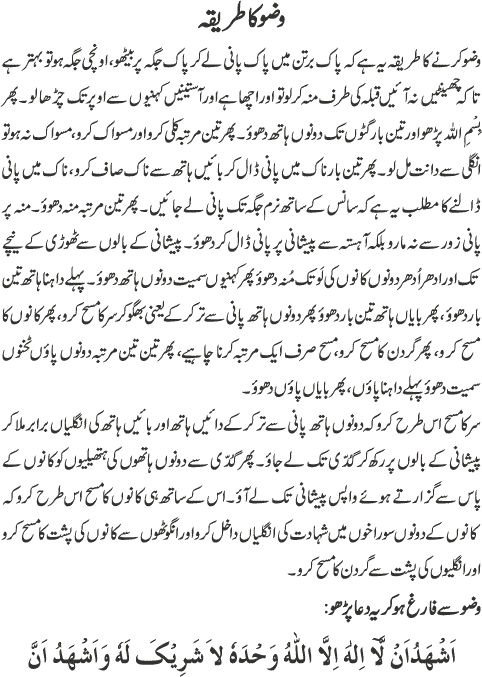 وضو کا طریقہ
وضو کرنے کا طریقہ یہ ہے کہ پاک برتن میں پاک پانی لے کر پاک جگہ پر بیٹھو، اونچی جگہ ہو تو بہتر ہے
تا کہ چھینٹیں نہ آئیں قبلہ کی طرف منہ کرلو تو اور اچھا ہے اور آستینیں کہنیوں سے اوپر تک چڑھا لو۔ پھر
بِسْمِ اللہ پڑھو اور تین بار گٹوں تک دونوں ہاتھ دھوؤ۔ پھر تین مرتبہ کلی کرو اور مسواک کرو، مسواک نہ ہو تو
انگلی سے دانت مل لو۔ پھر تین بار ناک میں پانی ڈال کر بائیں ہاتھ سے ناک صاف کرو، ناک میں پانی
ڈالنے کا مطلب یہ ہے کہ سانس کے ساتھ نرم جگہ تک پانی لے جائیں۔ پھر تین مرتبہ منہ دھوؤ۔ منہ پر
پانی زور سے نہ مارو بلکہ آہستہ سے پیشانی پر پانی ڈال کر دھوؤ۔ پیشانی کے بالوں سے ٹھوڑی کے نیچے
تک اور ادھر اُدھر دونوں کانوں کی لَو تک مُنہ دھوؤ پھر کہنیوں سمیت دونوں ہاتھ دھوؤ۔ پہلے داہنا ہاتھ تین
بار دھوؤ، پھر بایاں ہاتھ تین بار دھوؤ پھر دونوں ہاتھ پانی سے تر کر کے یعنی بھگو کر سر کا مسح کرو، پھر کانوں کا
مسح کرو، پھر گردن کا مسح کرو، مسح صرف ایک مرتبہ کرنا چاہیے، پھر تین تین مرتبہ دونوں پاؤں ٹخنوں
سمیت دھوؤ پہلے داہنا پاؤں، پھر بایاں پاؤں دھوؤ۔
سر کا مسح اس طرح کرو کہ دونوں ہاتھ پانی سے تر کر کے دائیں ہاتھ اور بائیں ہاتھ کی انگلیاں برابر ملا کر
پیشانی کے بالوں پر رکھ کر گدّی تک لے جاؤ۔ پھر گدّی سے دونوں ہاتھوں کی ہتھیلیوں کو کانوں کے
پاس سے گزارتے ہوئے واپس پیشانی تک لے آؤ۔ اس کے ساتھ ہی کانوں کا مسح اس طرح کرو کہ
کانوں کے دونوں سوراخوں میں شہادت کی انگلیاں داخل کرو اور انگوٹھوں سے کانوں کی پشت کا مسح کرو
اور انگلیوں کی پشت سے گردن کا مسح کرو۔
وضو سے فارغ ہو کر یہ دعا پڑھو:
اَشْهَدُاَنْ لَّآ اِلٰهَ اِلَّا اللّٰهُ وَحْدَهٗ لاَ شَرِيْکَ لَهٗ وَاَشْهَدُ اَنَّ